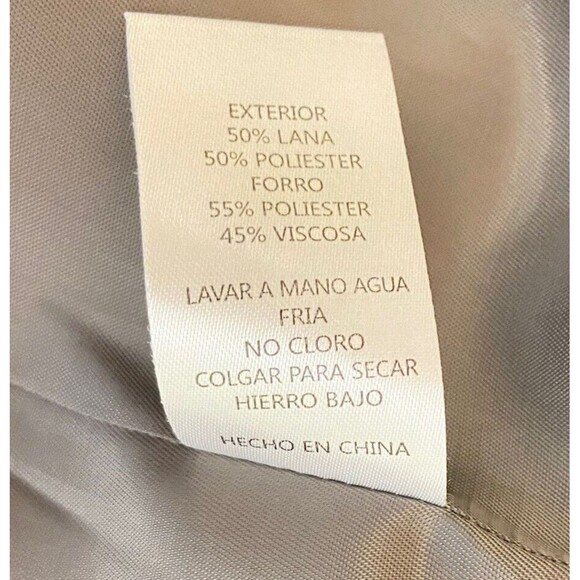 EXTERIOR
50% LANA
50% POLIESTER
FORRO
55% POLIESTER
45% VISCOSA
LAVAR A MANO AGUA
FRIA
NO CLORO
COLGAR PARA SECAR
HIERRO BAJO
HECHO EN CHINA